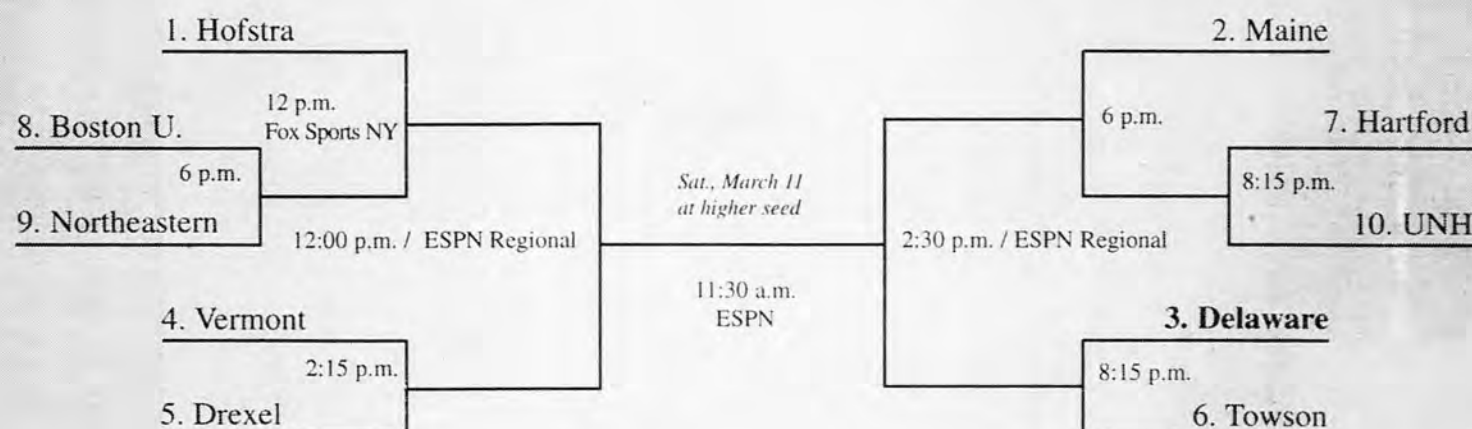 1. Hofstra
12 p.m.
Fox Sports NY
8. Boston U.
6 p.m.
9. Northeastern
12:00 p.m. / ESPN Regional
4. Vermont
2:15 p.m.
5. Drexel
Sat., March 11
at higher seed
11:30 a.m.
ESPN
2. Maine
6 p.m.
7. Hartford
8:15 p.m.
10. UNH
2:30 p.m. / ESPN Regional
3. Delaware
8:15 p.m.
6. Towson